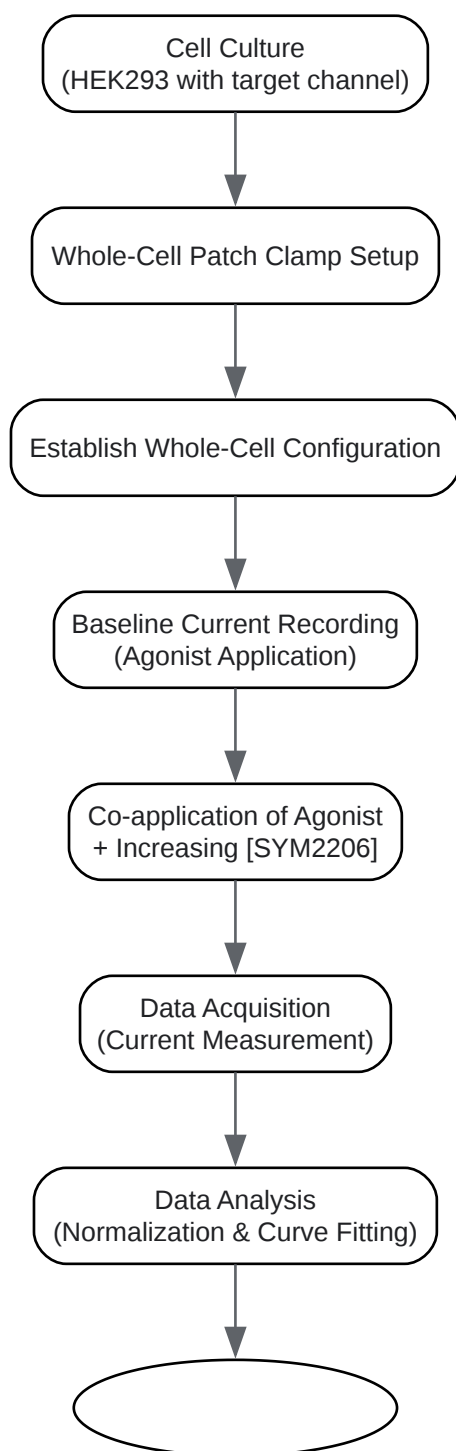 Cell Culture
(HEK293 with target channel)
Whole-Cell Patch Clamp Setup
Establish Whole-Cell Configuration
Baseline Current Recording
(Agonist Application)
Co-application of Agonist
+ Increasing [SYM2206]
Data Acquisition
(Current Measurement)
Data Analysis
(Normalization & Curve Fitting)